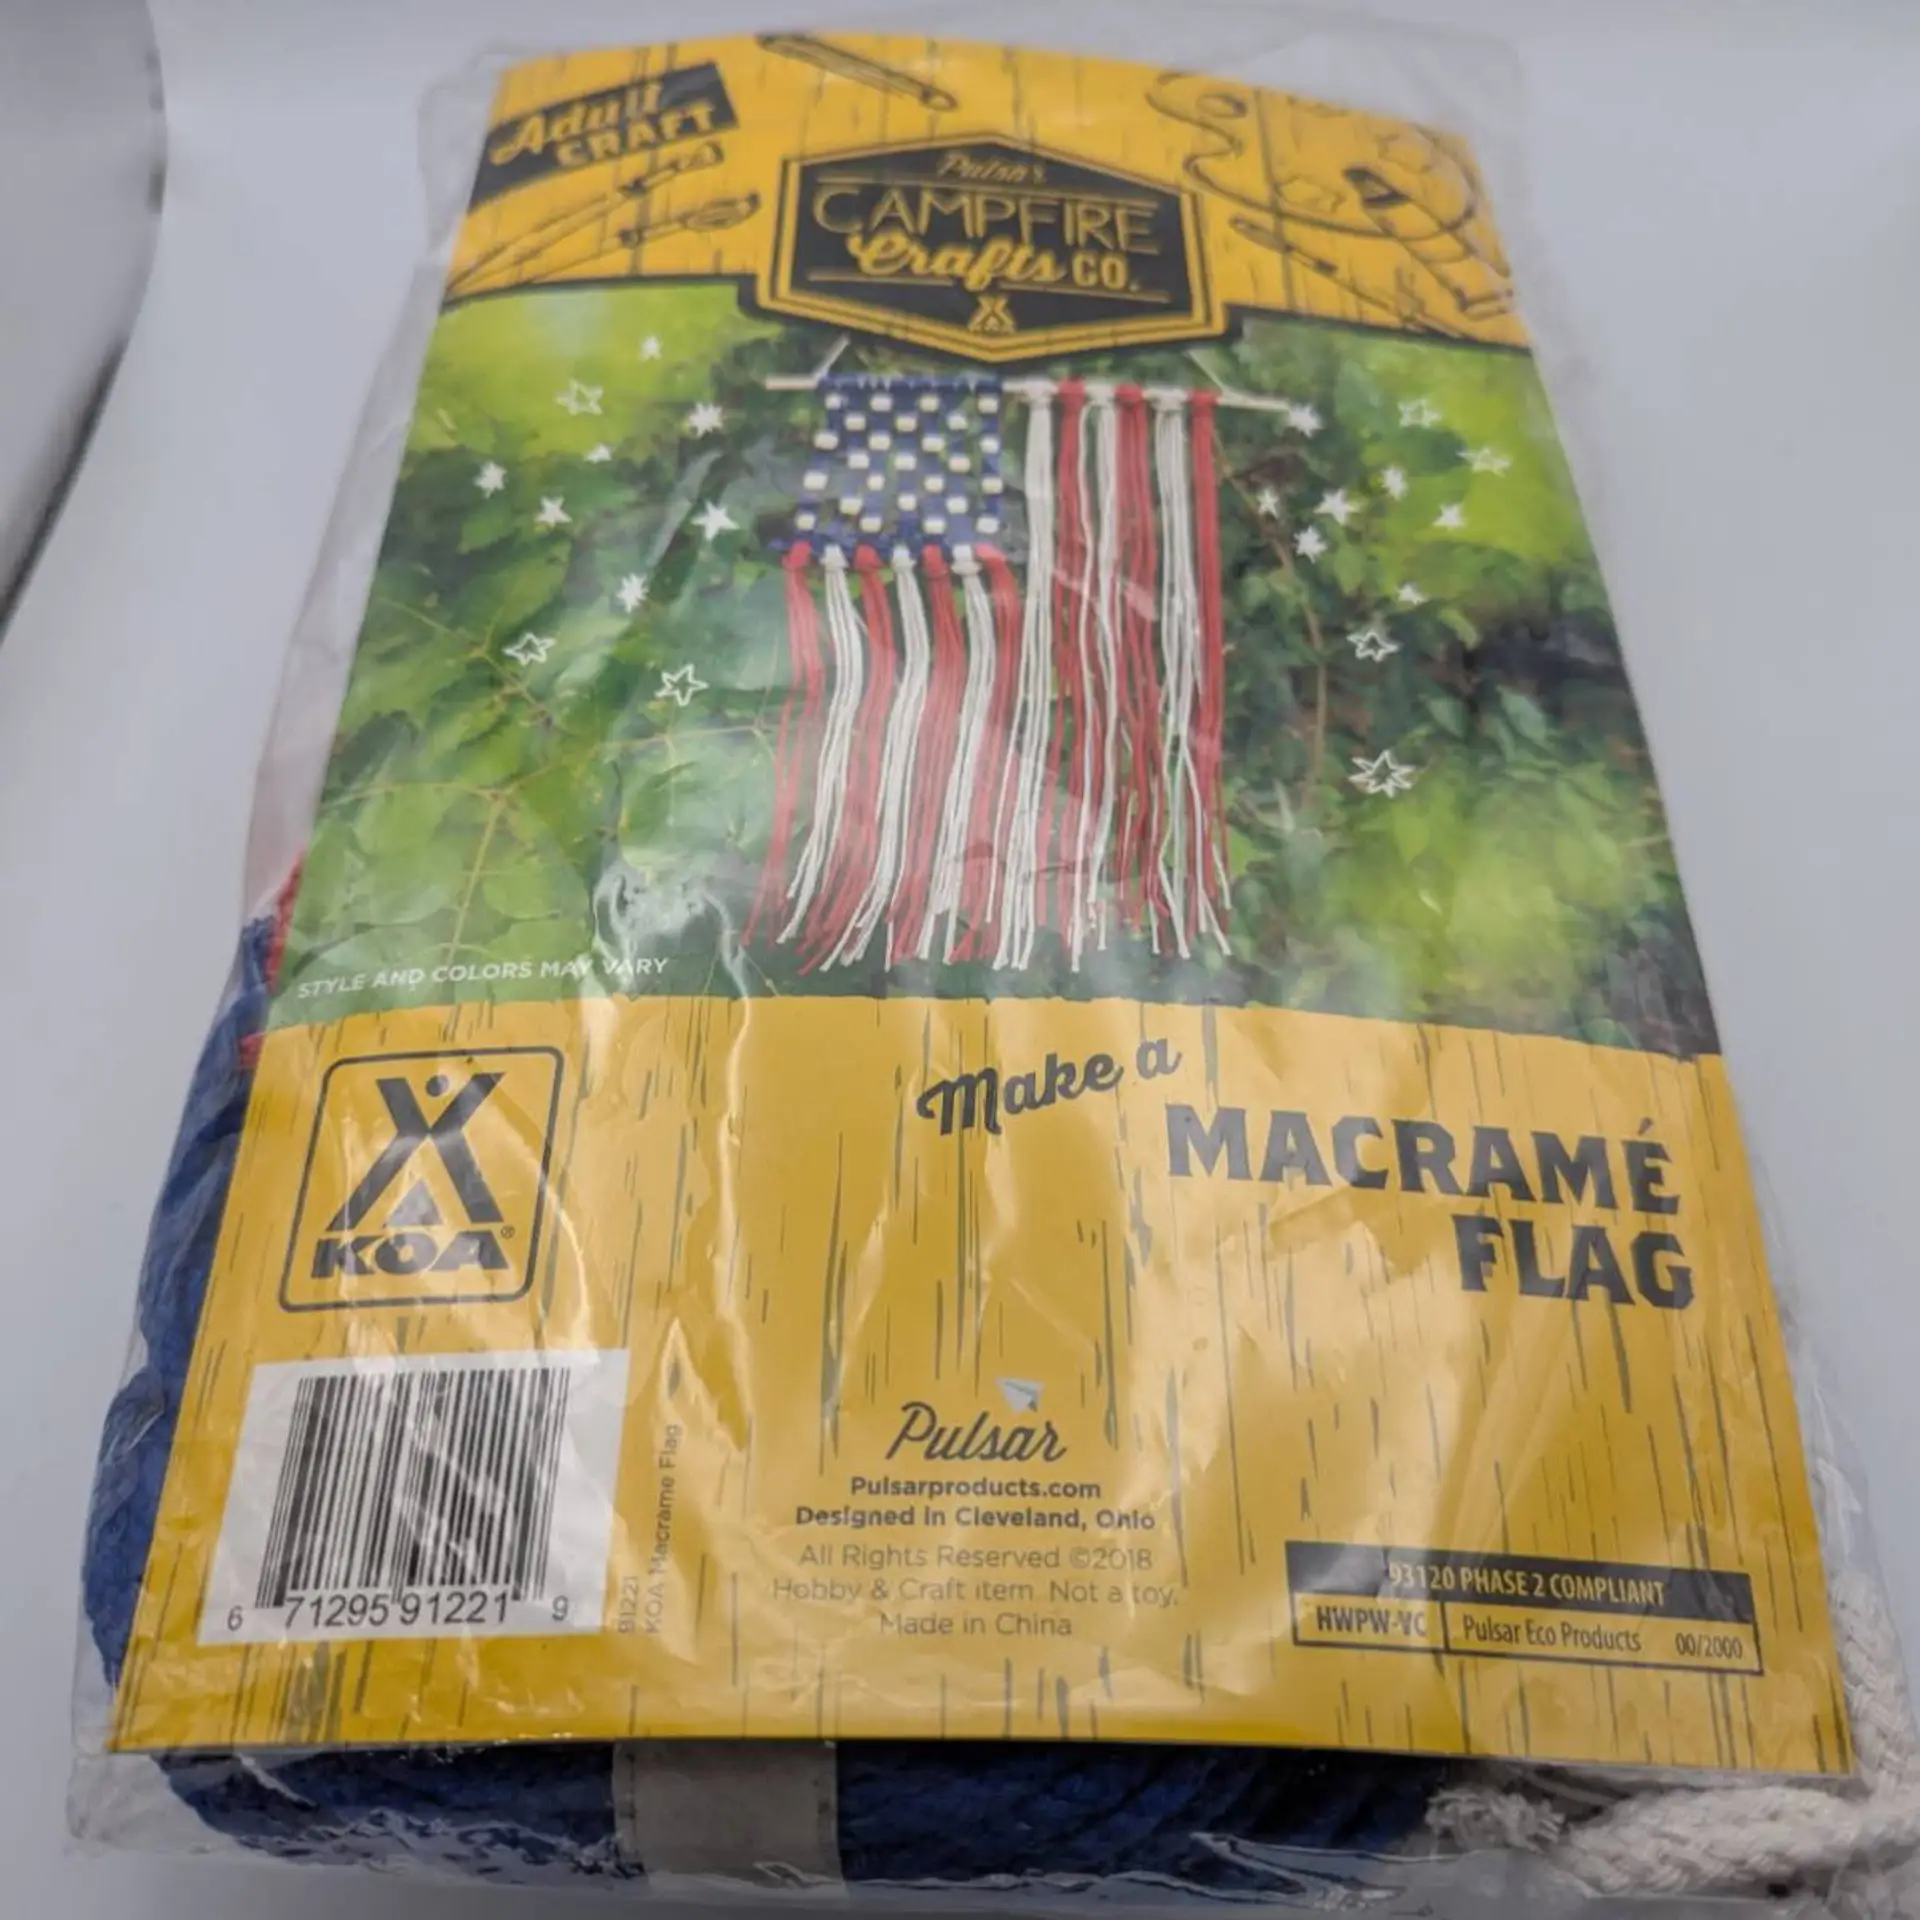 Adult
CRAFT
CAMPFIRE
Crafts CO.
KOA
STYLE AND COLORS MAY VARY
Make a
MACRAMÉ
FLAG
KOA®
6 71295 91221 9
91221
KOA Macrame Flag
Pulsar
Pulsarproducts.com
Designed in Cleveland, Ohio
All Rights Reserved ©2018
Hobby & Craft item. Not a toy.
Made in China
93120 PHASE 2 COMPLIANT
HWPW-VC Pulsar Eco Products 00/2000